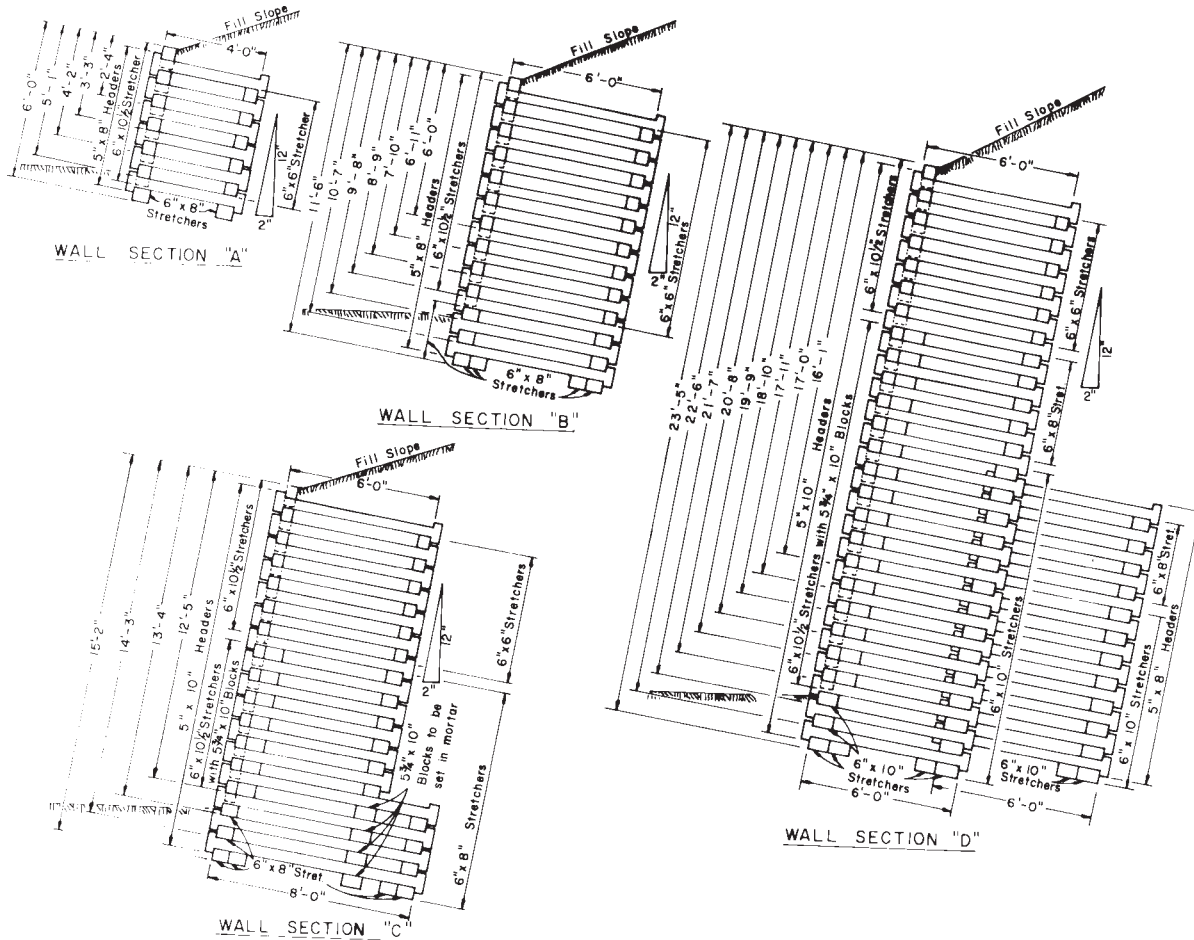 Fill Slope
4'-0"
6'-0"
5'-1"
4'-2"
3'-3"
2'-4"
5" x 8" Headers
6" x 10½" Stretcher
12"
2"
6" x 6" Stretcher
6" x 8"
Stretchers
WALL SECTION "A"
Fill Slope
6'-0"
11'-6"
10'-7"
9'-8"
8'-9"
7'-10"
6'-11"
6'-0"
5" x 8" Headers
6" x 10½" Stretchers
12"
2"
6" x 6" Stretchers
6" x 8"
Stretchers
WALL SECTION "B"
Fill Slope
6'-0"
15'-2"
14'-3"
13'-4"
12'-5"
5" x 10" Headers
6" x 10½" Stretchers
6" x 10½" Stretchers
with 5¾" x 10" Blocks
12"
2"
6" x 6" Stretchers
5¾" x 10"
Blocks to be
set in mortar
6" x 8" Stretchers
6" x 8" Stret.
8'-0"
WALL SECTION "C"
Fill Slope
6'-0"
23'-5"
22'-6"
21'-7"
20'-8"
19'-9"
18'-10"
17'-11"
17'-0"
16'-1"
6" x 10½ Stretchers
5" x 10" Headers
6" x 10½" Stretchers with 5¾" x 10" Blocks
6" x 6" Stretchers
12"
2"
6" x 8" Stret.
6" x 10" Stretchers
6" x 8" Stret.
5" x 8" Headers
6" x 10" Stretchers
6" x 10"
Stretchers
6'-0"
6" x 10"
Stretchers
6'-0"
WALL SECTION "D"